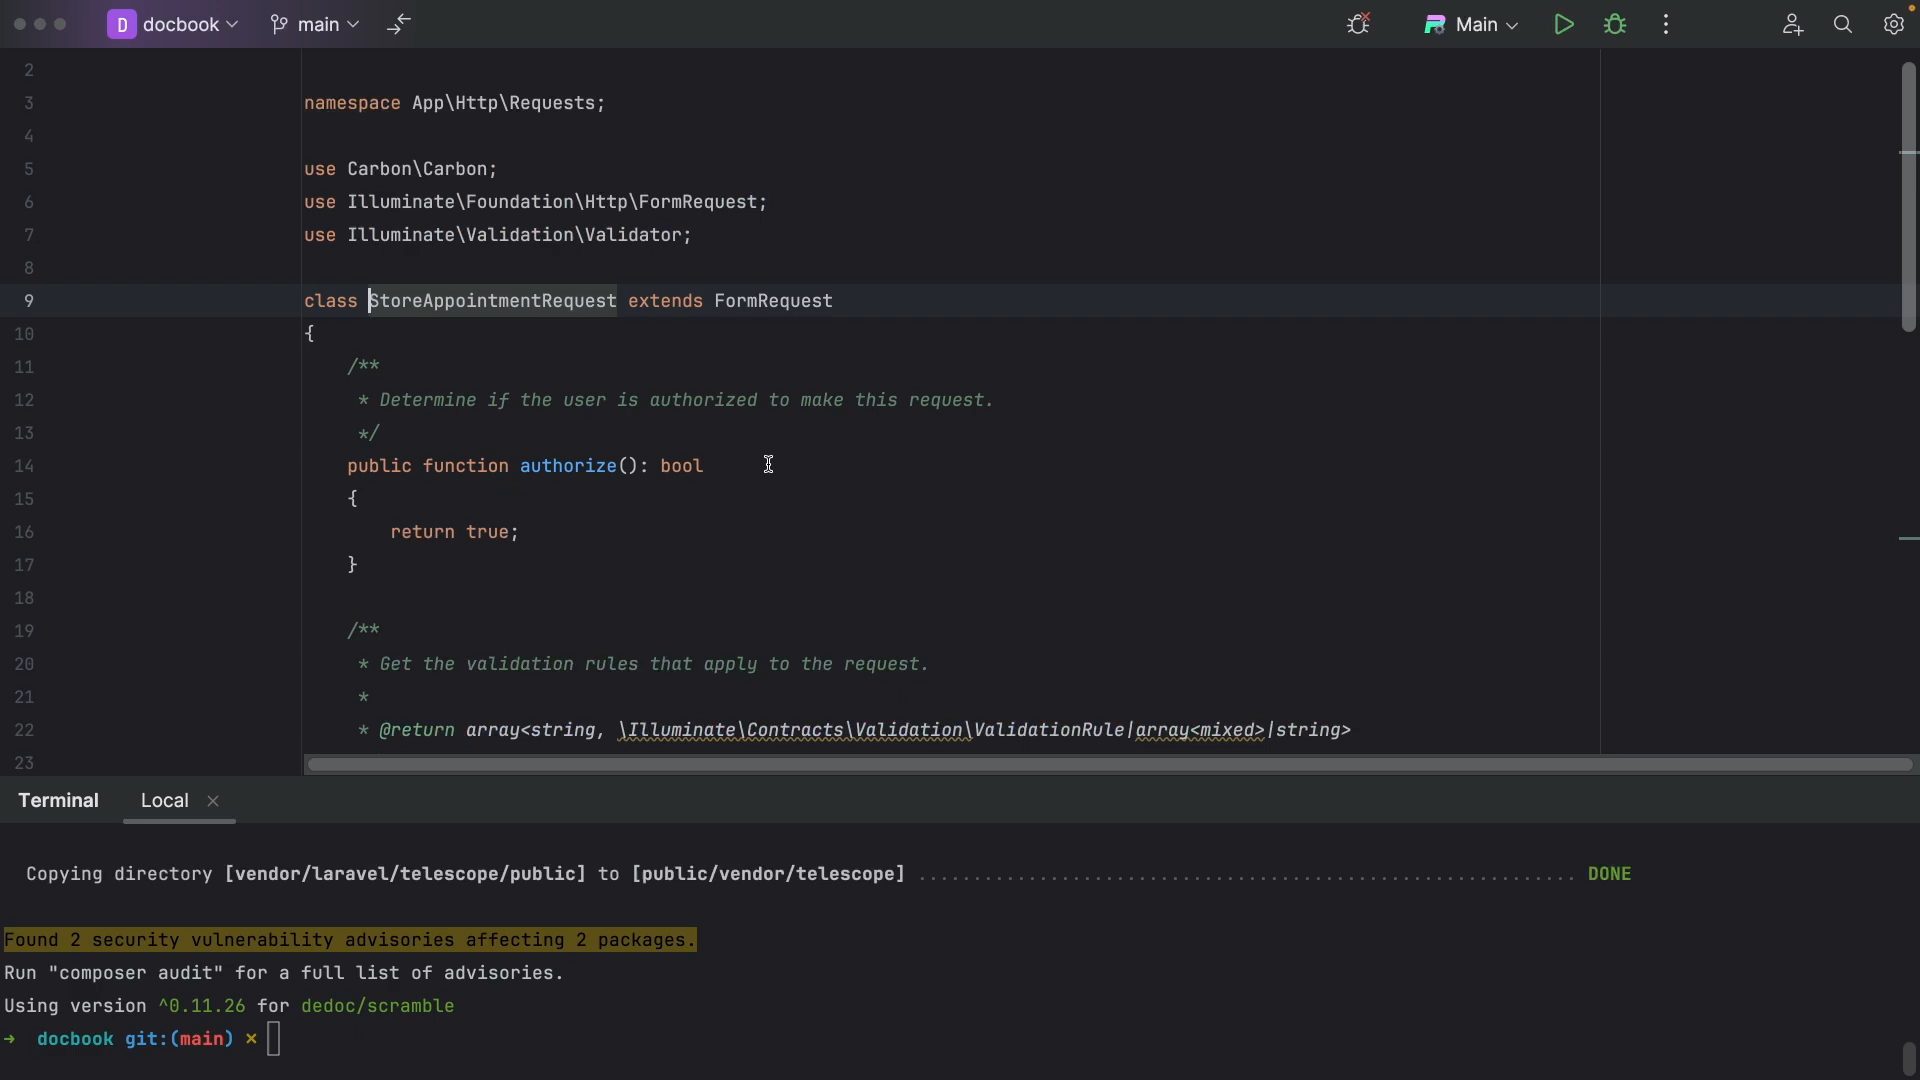 D docbook main Main
2
3 namespace App\Http\Requests;
4
5 use Carbon\Carbon;
6 use Illuminate\Foundation\Http\FormRequest;
7 use Illuminate\Validation\Validator;
8
9 class StoreAppointmentRequest extends FormRequest
10 {
11 /**
12 * Determine if the user is authorized to make this request.
13 */
14 public function authorize(): bool
15 {
16 return true;
17 }
18
19 /**
20 * Get the validation rules that apply to the request.
21 *
22 * @return array<string, \Illuminate\Contracts\Validation\ValidationRule|array<mixed>|string>
23
Terminal Local ×
Copying directory [vendor/laravel/telescope/public] to [public/vendor/telescope] ............................................................. DONE
Found 2 security vulnerability advisories affecting 2 packages.
Run "composer audit" for a full list of advisories.
Using version ^0.11.26 for dedoc/scramble
→ docbook git:(main) ×